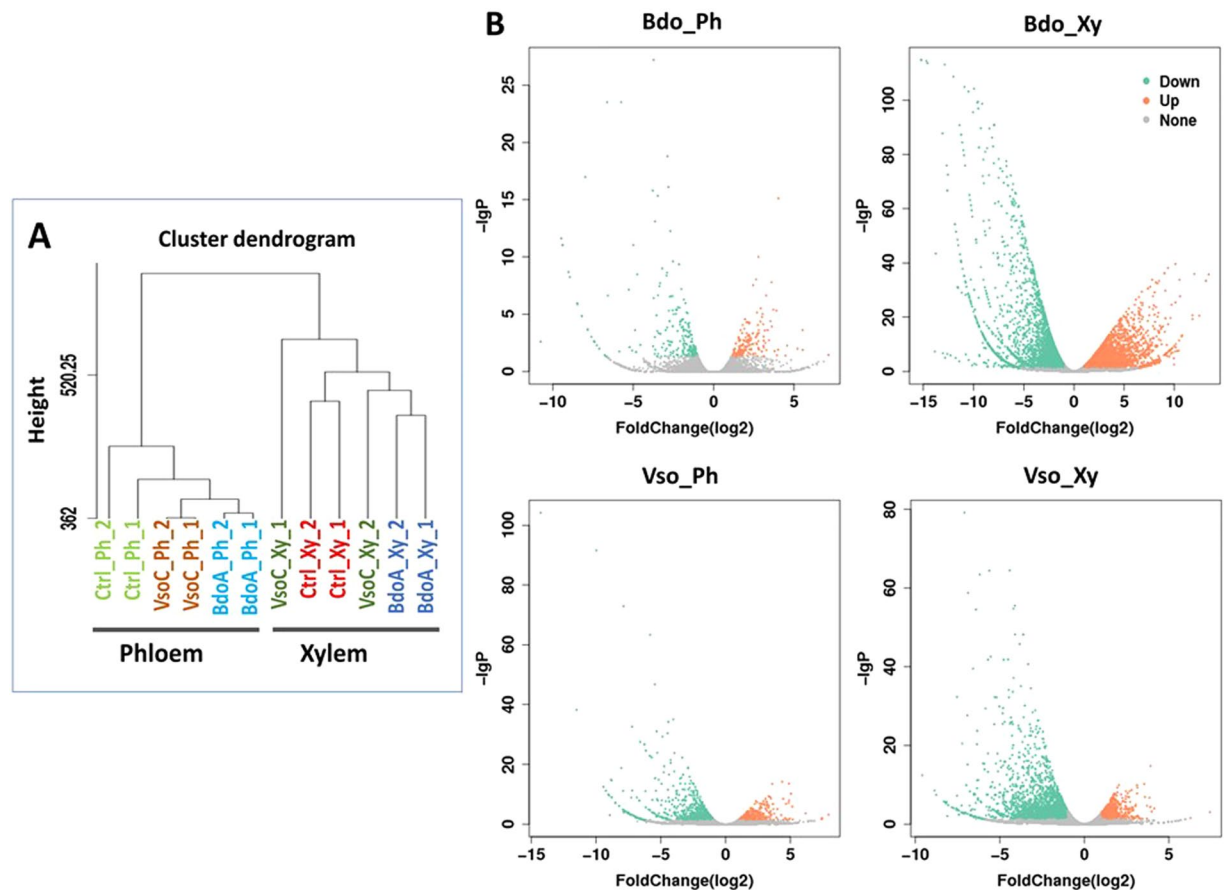 A
Cluster dendrogram
Height
52025
362
Ctrl_Ph_2
Ctrl_Ph_1
VsoC_Ph_2
VsoC_Ph_1
BdoA_Ph_2
BdoA_Ph_1
VsoC_Xy_1
Ctrl_Xy_2
Ctrl_Xy_1
VsoC_Xy_2
BdoA_Xy_2
BdoA_Xy_1
Phloem
Xylem
B
Bdo_Ph
-lgP
25
20
15
10
5
0
-10 -5 0 5
FoldChange(log2)
Bdo_Xy
Down
Up
None
-lgP
100
80
60
40
20
0
-15 -10 -5 0 5 10
FoldChange(log2)
Vso_Ph
-lgP
100
80
60
40
20
0
-15 -10 -5 0 5
FoldChange(log2)
Vso_Xy
-lgP
80
60
40
20
0
-10 -5 0 5
FoldChange(log2)